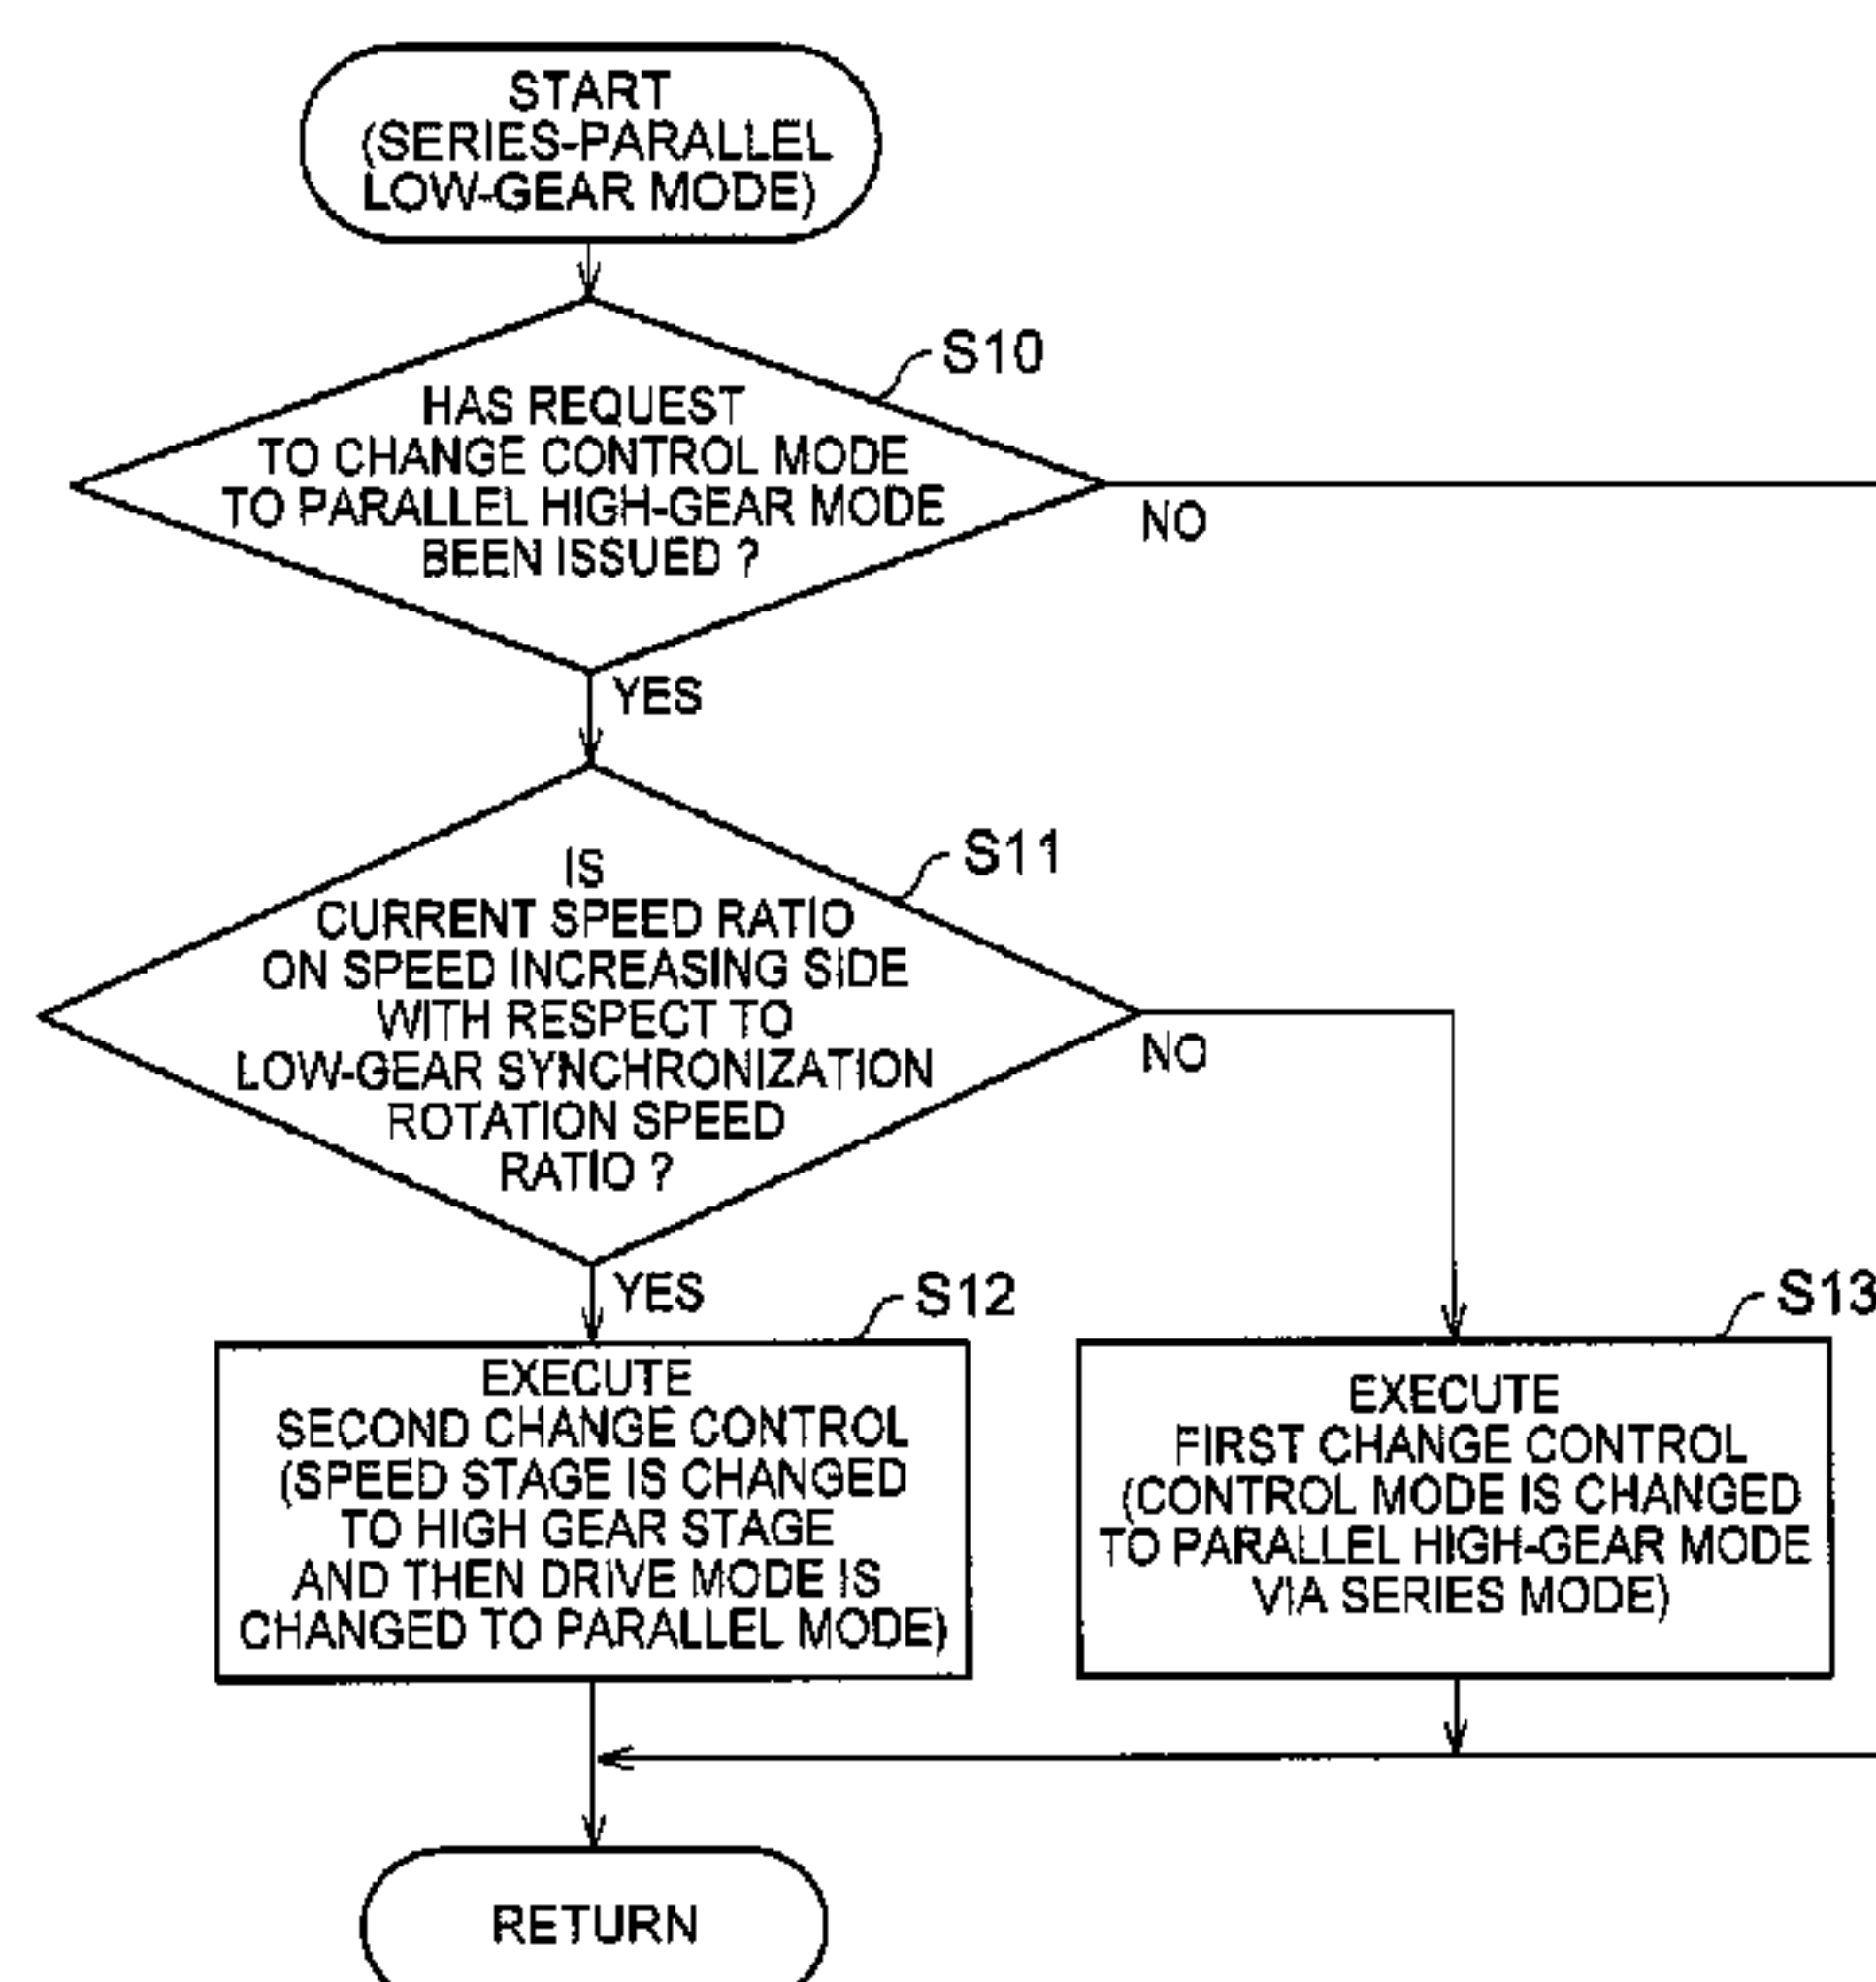 START
(SERIES-PARALLEL
LOW-GEAR MODE)
S10
HAS REQUEST
TO CHANGE CONTROL MODE
TO PARALLEL HIGH-GEAR MODE
BEEN ISSUED ?
NO
YES
S11
IS
CURRENT SPEED RATIO
ON SPEED INCREASING SIDE
WITH RESPECT TO
LOW-GEAR SYNCHRONIZATION
ROTATION SPEED
RATIO ?
NO
YES
S12
EXECUTE
SECOND CHANGE CONTROL
(SPEED STAGE IS CHANGED
TO HIGH GEAR STAGE
AND THEN DRIVE MODE IS
CHANGED TO PARALLEL MODE)
S13
EXECUTE
FIRST CHANGE CONTROL
(CONTROL MODE IS CHANGED
TO PARALLEL HIGH-GEAR MODE
VIA SERIES MODE)
RETURN